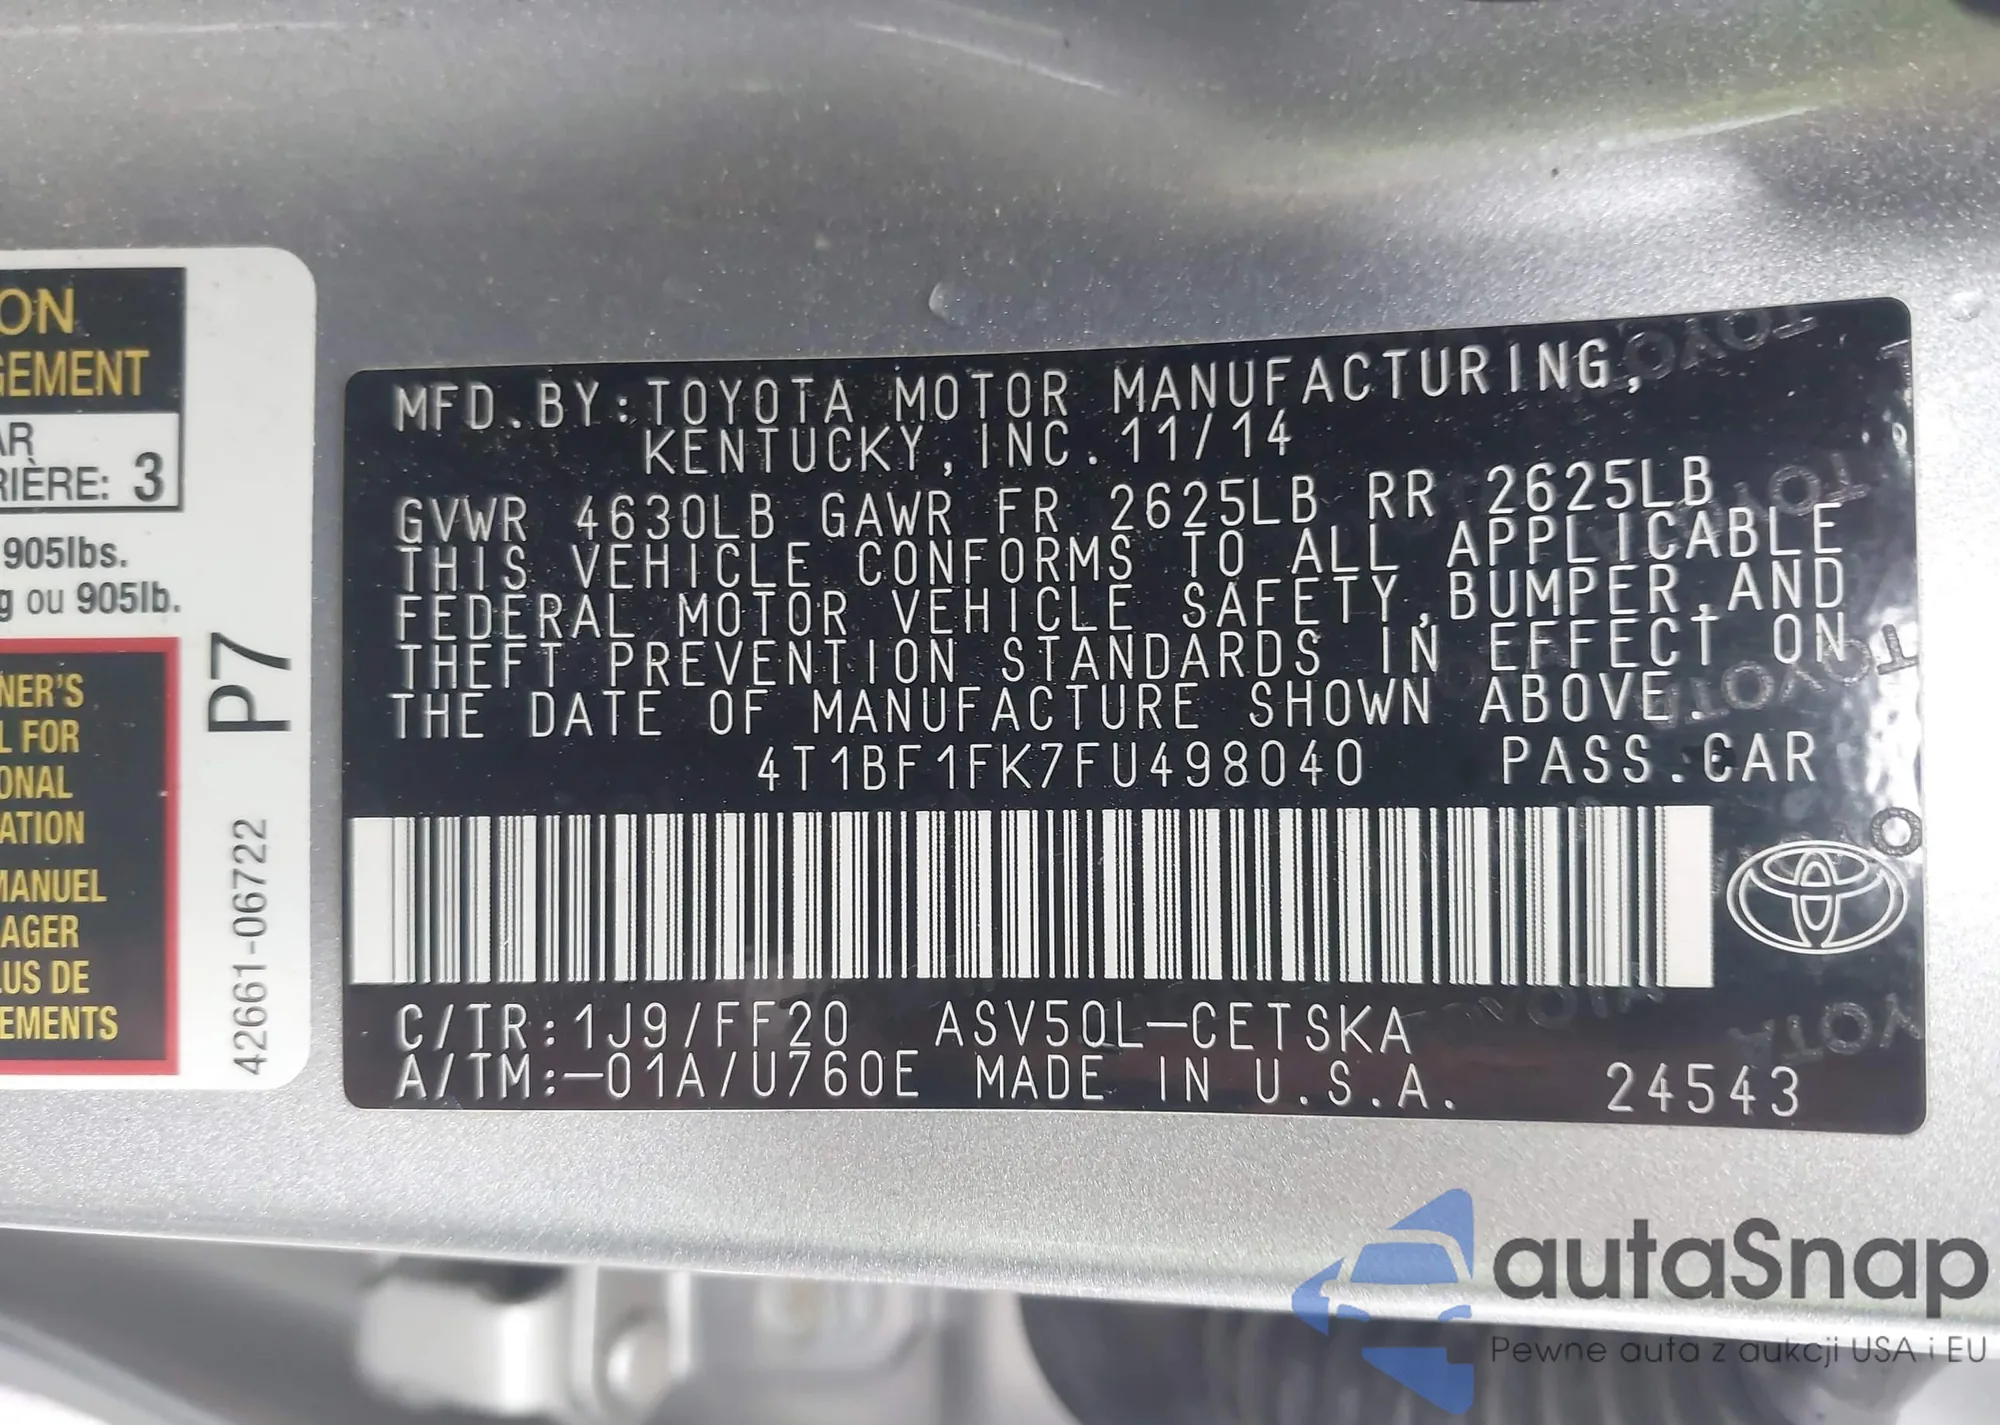 ON
GEMENT
AR
RIÈRE: 3
905lbs.
g ou 905lb.
NER'S
L FOR
ONAL
ATION
MANUEL
AGER
LUS DE
EMENTS
P7
42661-06722
MFD.BY:TOYOTA MOTOR MANUFACTURING,
KENTUCKY,INC.11/14
GVWR 4630LB GAWR FR 2625LB RR 2625LB
THIS VEHICLE CONFORMS TO ALL APPLICABLE
FEDERAL MOTOR VEHICLE SAFETY,BUMPER,AND
THEFT PREVENTION STANDARDS IN EFFECT ON
THE DATE OF MANUFACTURE SHOWN ABOVE.
4T1BF1FK7FU498040 PASS.CAR
C/TR:1J9/FF20 ASV50L-CETSKA
A/TM:-01A/U760E MADE IN U.S.A. 24543
TOYOTA
autaSnap
Pewne auta z aukcji USA i EU